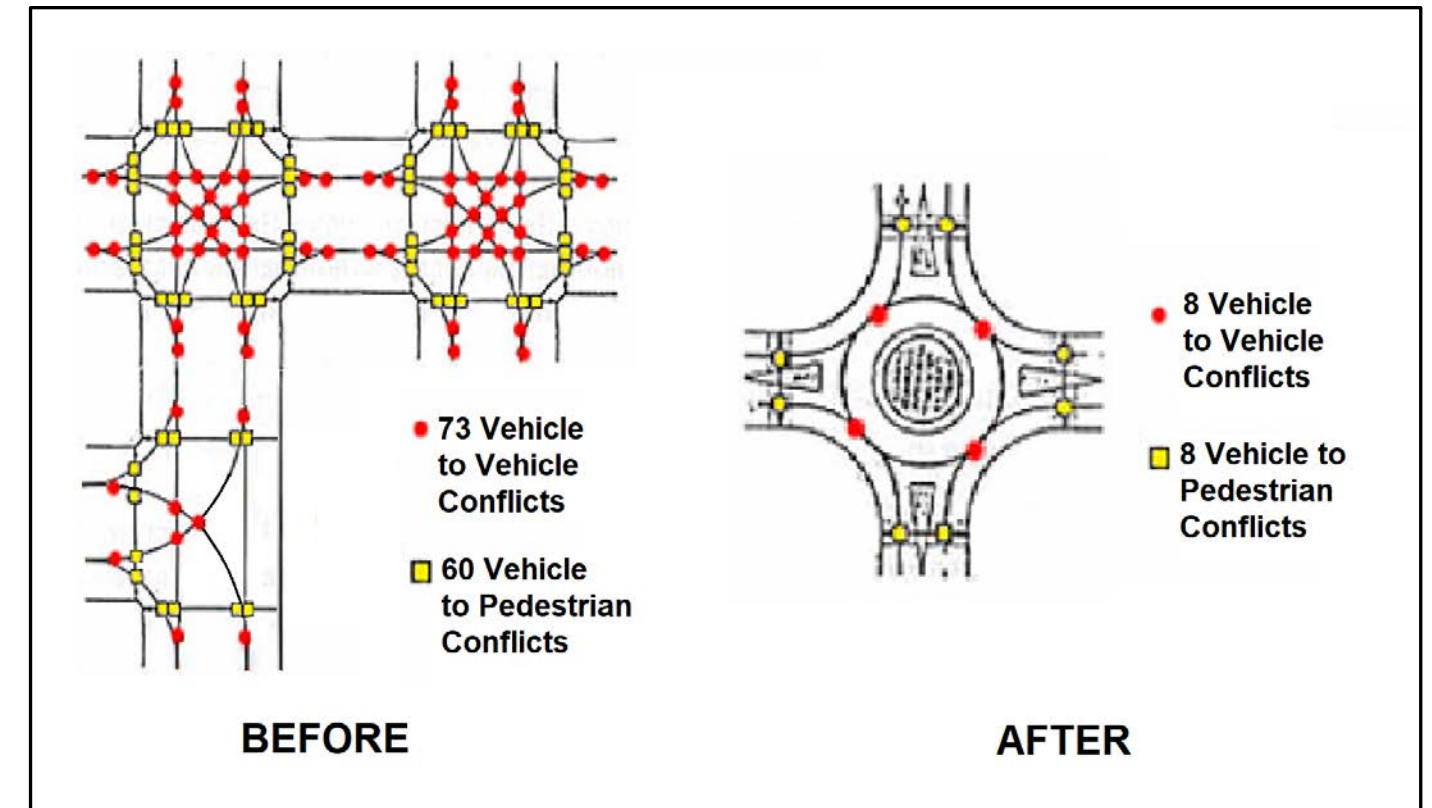 73 Vehicle
to Vehicle
Conflicts
60 Vehicle
to Pedestrian
Conflicts
BEFORE
8 Vehicle
to Vehicle
Conflicts
8 Vehicle to
Pedestrian
Conflicts
AFTER